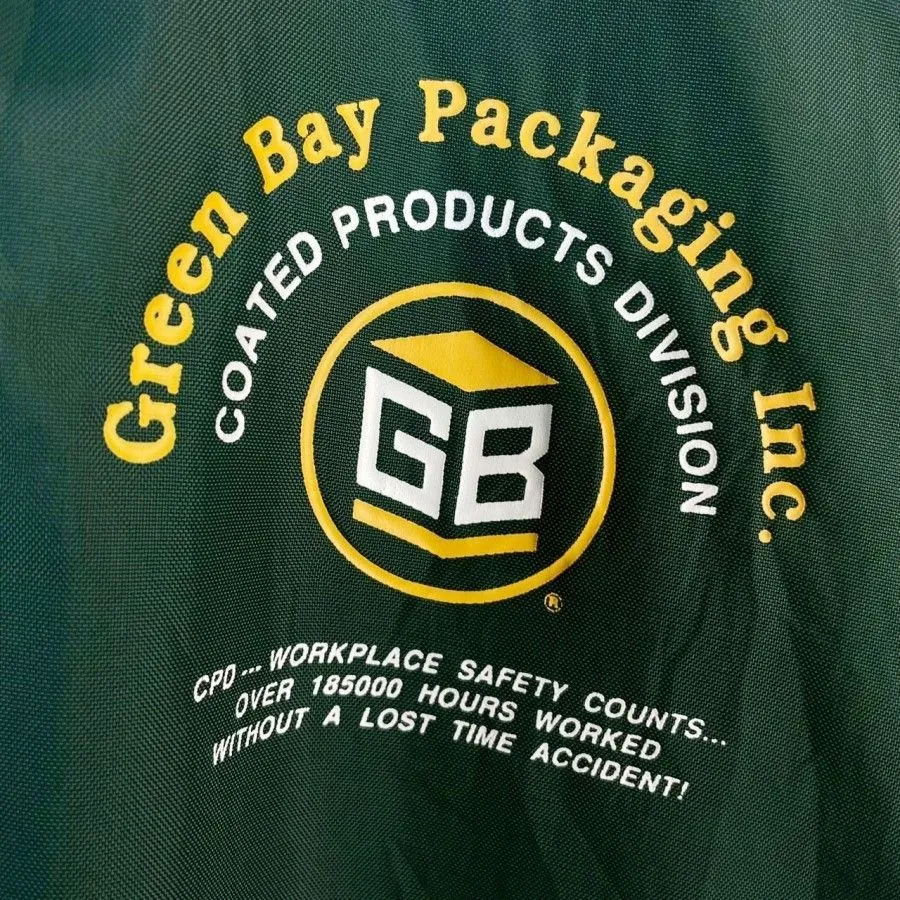 Green Bay Packaging Inc.
COATED PRODUCTS DIVISION
GB
®
CPD... WORKPLACE SAFETY COUNTS...
OVER 185000 HOURS WORKED
WITHOUT A LOST TIME ACCIDENT!